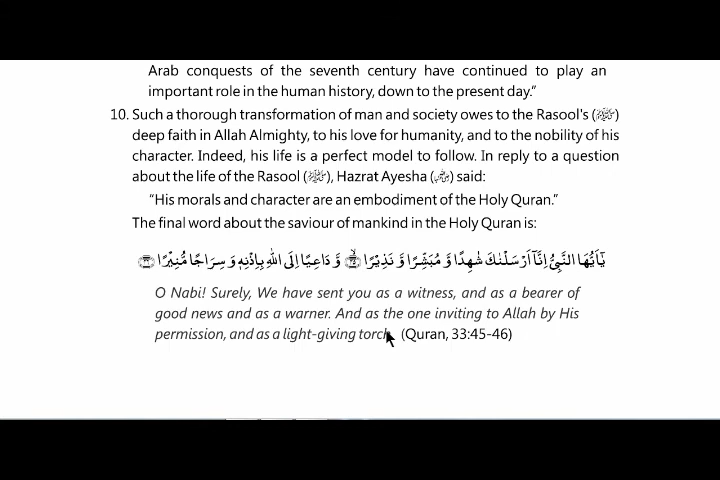 Arab conquests of the seventh century have continued to play an
important role in the human history, down to the present day."
10. Such a thorough transformation of man and society owes to the Rasool's (ﷺ)
deep faith in Allah Almighty, to his love for humanity, and to the nobility of his
character. Indeed, his life is a perfect model to follow. In reply to a question
about the life of the Rasool (ﷺ), Hazrat Ayesha () said:
"His morals and character are an embodiment of the Holy Quran."
The final word about the saviour of mankind in the Holy Quran is:
يٰۤاَيُّهَا النَّبِيُّ اِنَّاۤ اَرْسَلْنٰكَ شٰهِدًا وَّ مُبَشِّرًا وَّ نَذِيْرًا ۙ﴿۴۵﴾ وَّ دَاعِيًا اِلَى اللّٰهِ بِاِذْنِهٖ وَ سِرَاجًا مُّنِيْرًا ﴿۴۶﴾
O Nabi! Surely, We have sent you as a witness, and as a bearer of
good news and as a warner. And as the one inviting to Allah by His
permission, and as a light-giving torch. (Quran, 33:45-46)